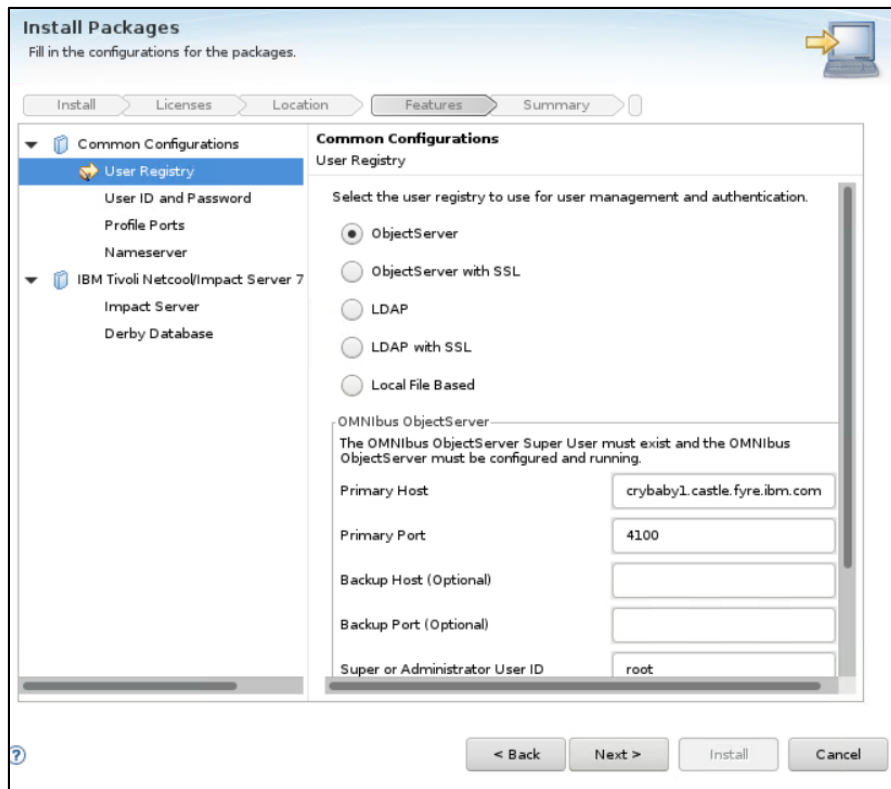 Install Packages
Fill in the configurations for the packages.
Install
Licenses
Location
Features
Summary
Common Configurations
User Registry
User ID and Password
Profile Ports
Nameserver
IBM Tivoli Netcool/Impact Server 7
Impact Server
Derby Database
Common Configurations
User Registry
Select the user registry to use for user management and authentication.
ObjectServer
ObjectServer with SSL
LDAP
LDAP with SSL
Local File Based
OMNIbus ObjectServer
The OMNIbus ObjectServer Super User must exist and the OMNIbus
ObjectServer must be configured and running.
Primary Host
crybaby1.castle.fyre.ibm.com
Primary Port
4100
Backup Host (Optional)
Backup Port (Optional)
Super or Administrator User ID
root
?
< Back
Next >
Install
Cancel